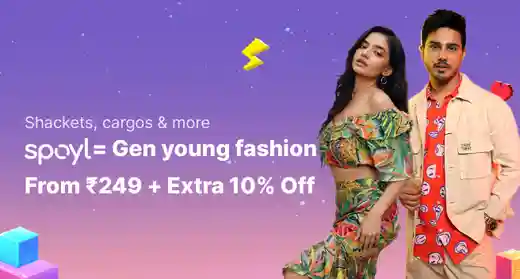 Shackets, cargos & more
spoyl = Gen young fashion
From ₹249 + Extra 10% Off